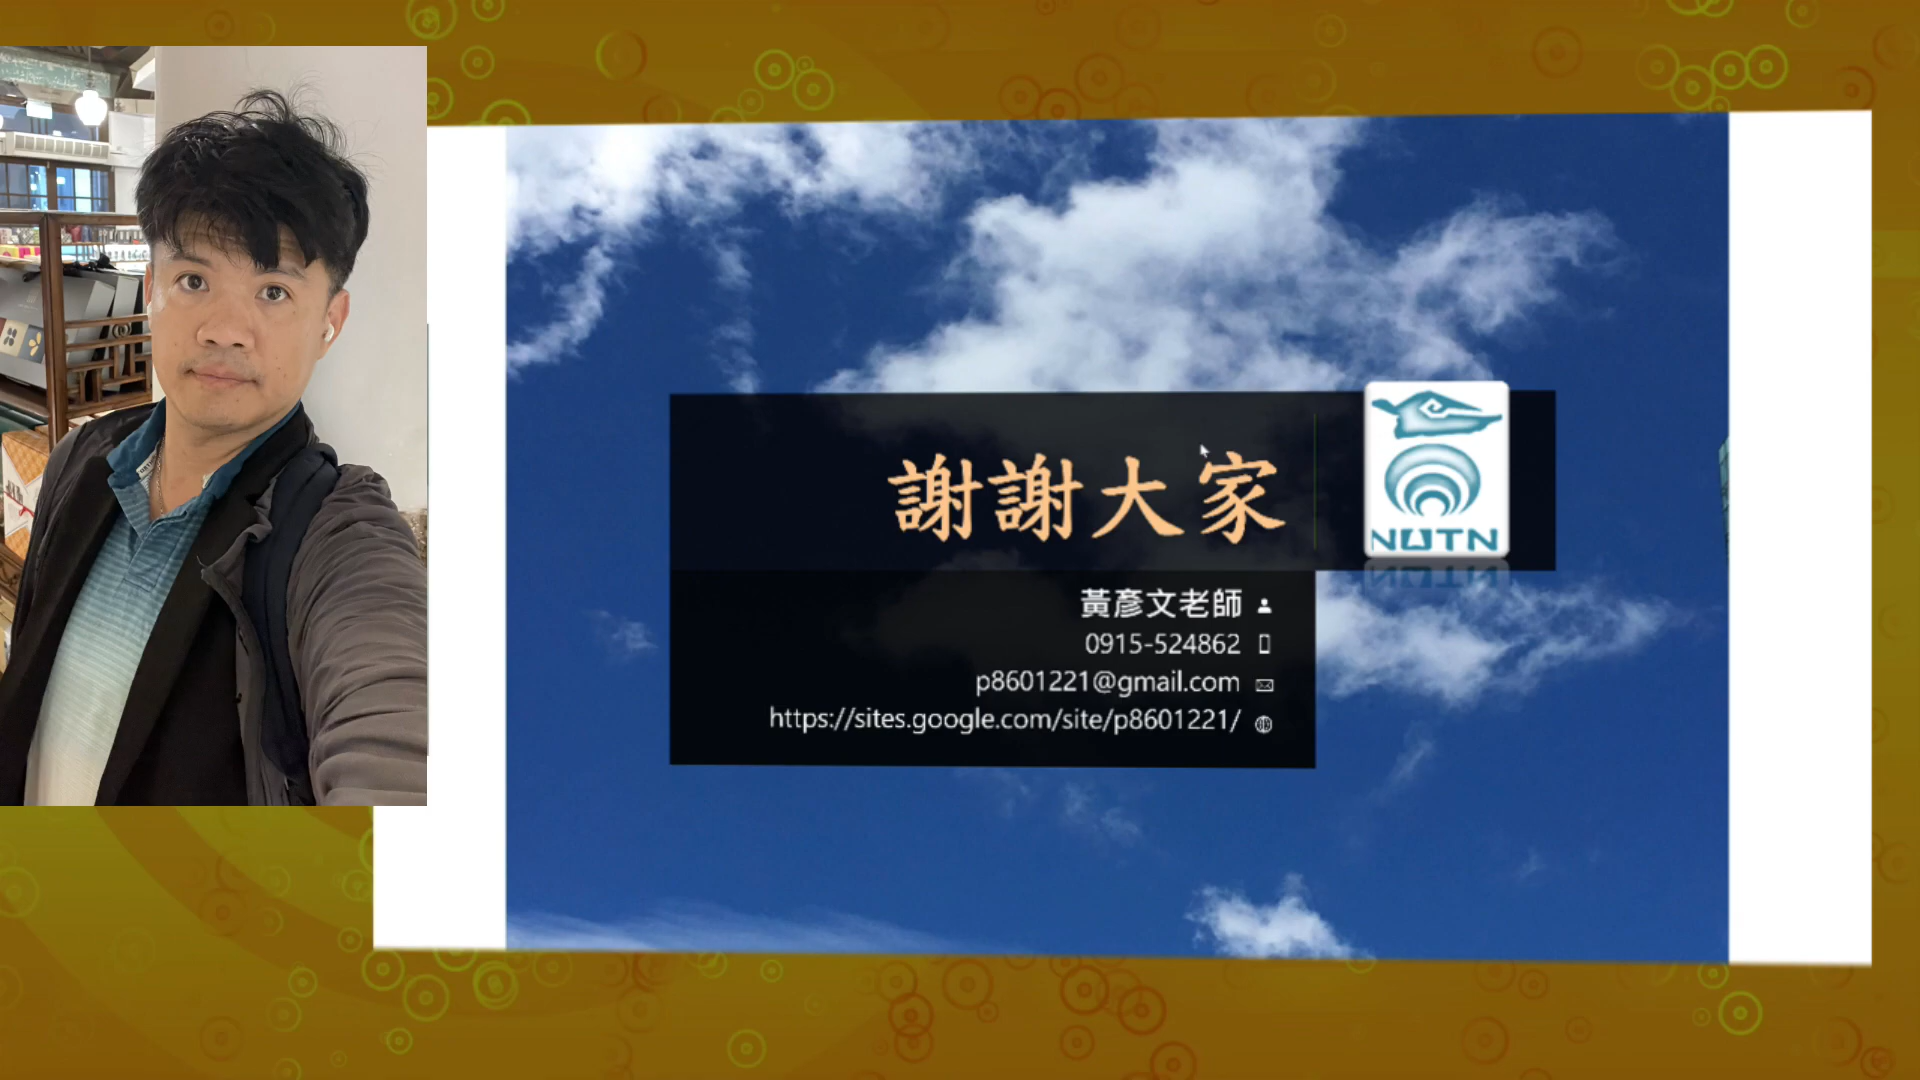 謝謝大家
NUTN
黃彥文老師
0915-524862
p8601221@gmail.com
https://sites.google.com/site/p8601221/